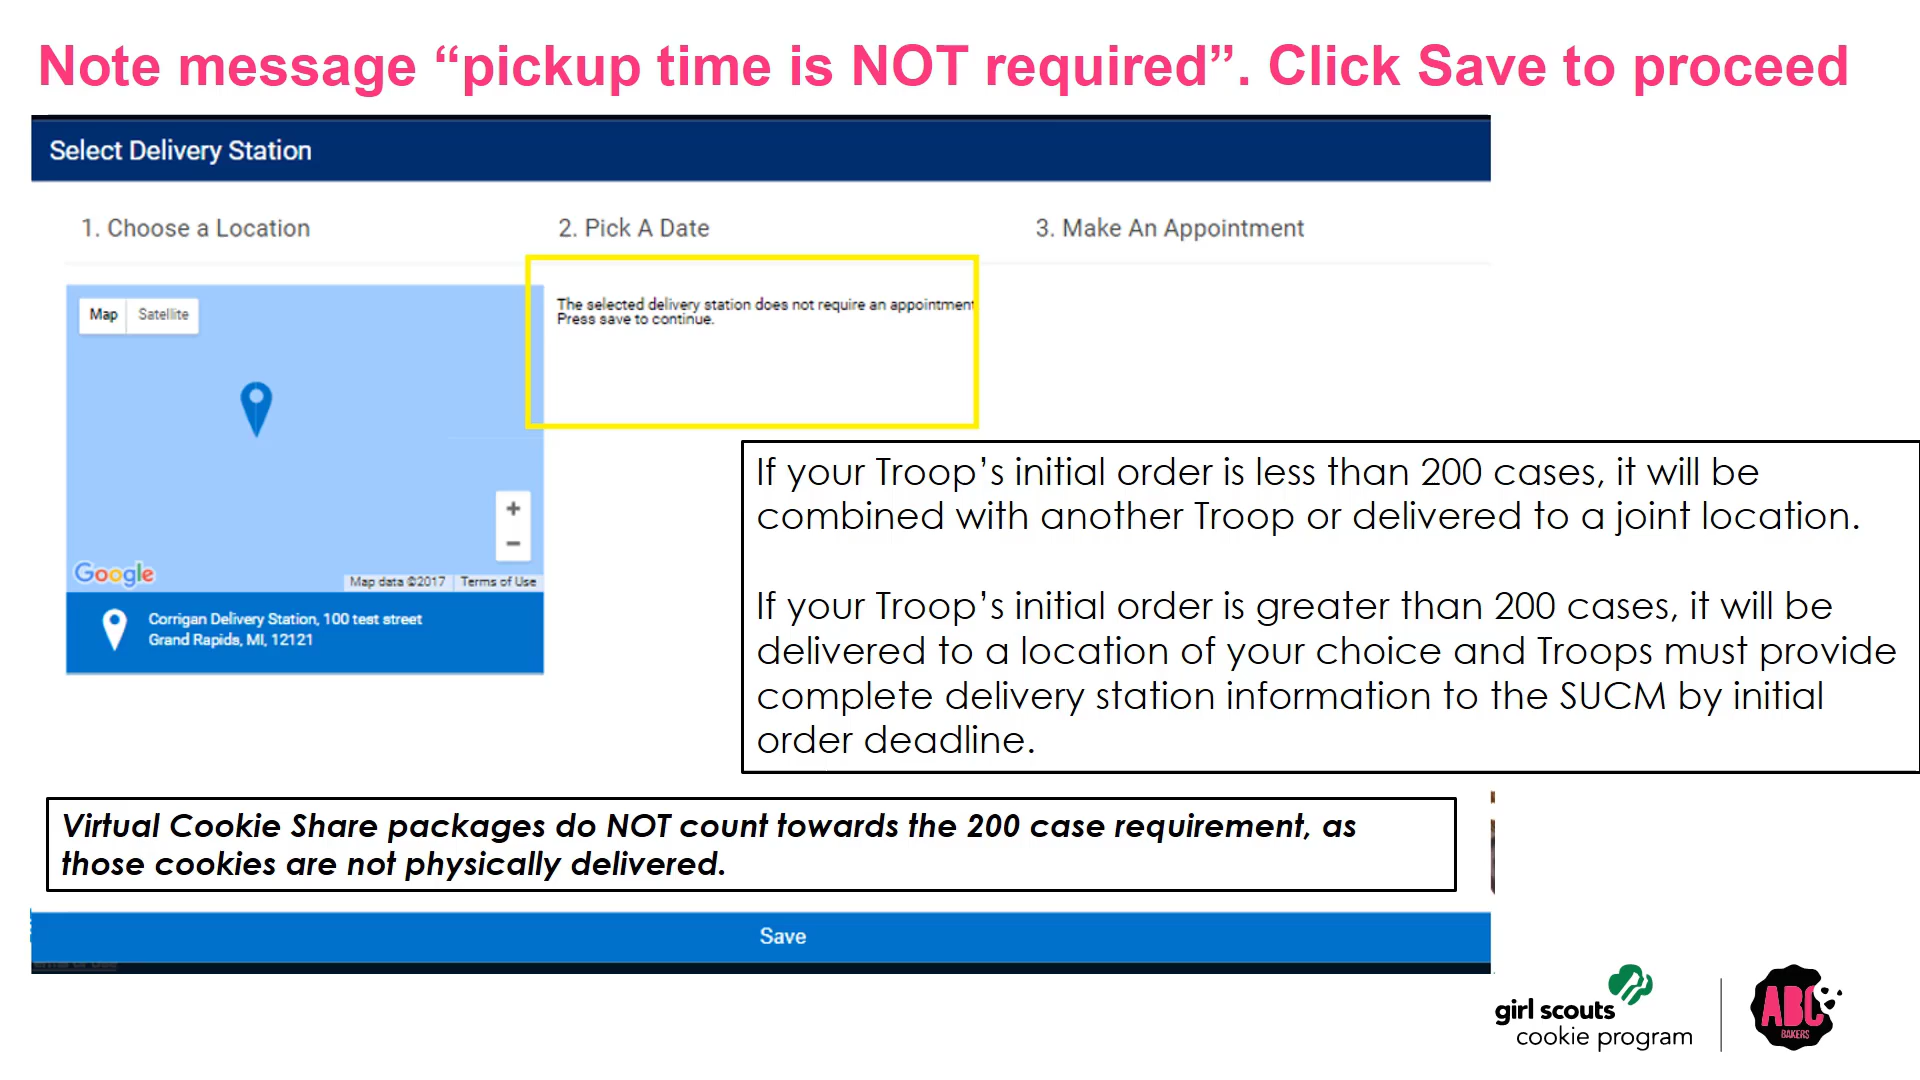 Note message “pickup time is NOT required”. Click Save to proceed
Select Delivery Station
1. Choose a Location
2. Pick A Date
3. Make An Appointment
Map
Satellite
The selected delivery station does not require an appointment
Press save to continue.
+
−
Google
Map data ©2017
Terms of Use
Corrigan Delivery Station, 100 test street
Grand Rapids, MI, 12121
If your Troop’s initial order is less than 200 cases, it will be
combined with another Troop or delivered to a joint location.
If your Troop’s initial order is greater than 200 cases, it will be
delivered to a location of your choice and Troops must provide
complete delivery station information to the SUCM by initial
order deadline.
Virtual Cookie Share packages do NOT count towards the 200 case requirement, as
those cookies are not physically delivered.
Save
girl scouts
cookie program
ABC
BAKERS